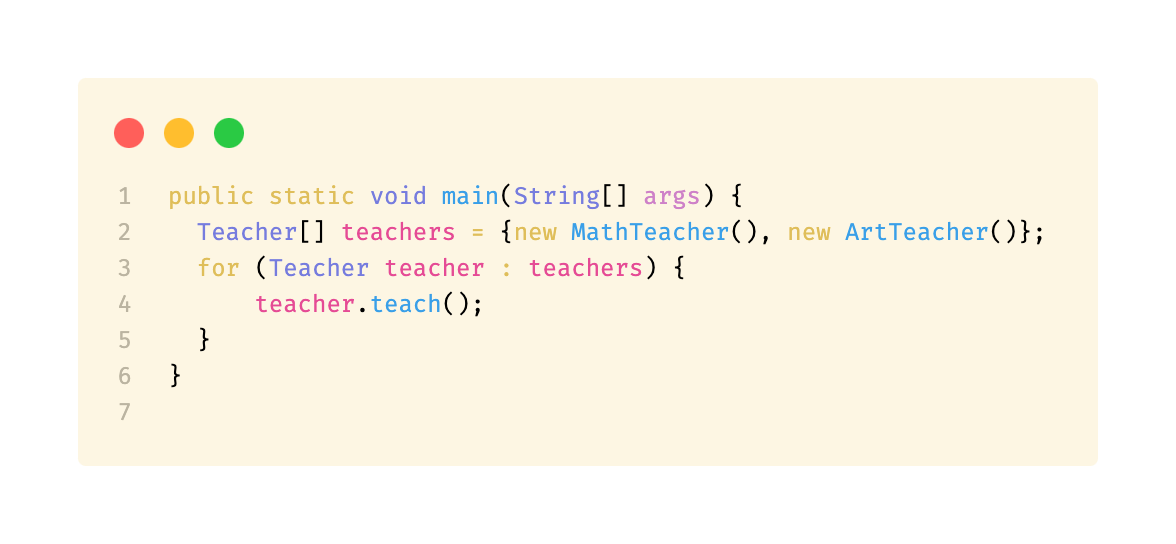 1 public static void main(String[] args) {
2   Teacher[] teachers = {new MathTeacher(), new ArtTeacher()};
3   for (Teacher teacher : teachers) {
4       teacher.teach();
5   }
6 }
7